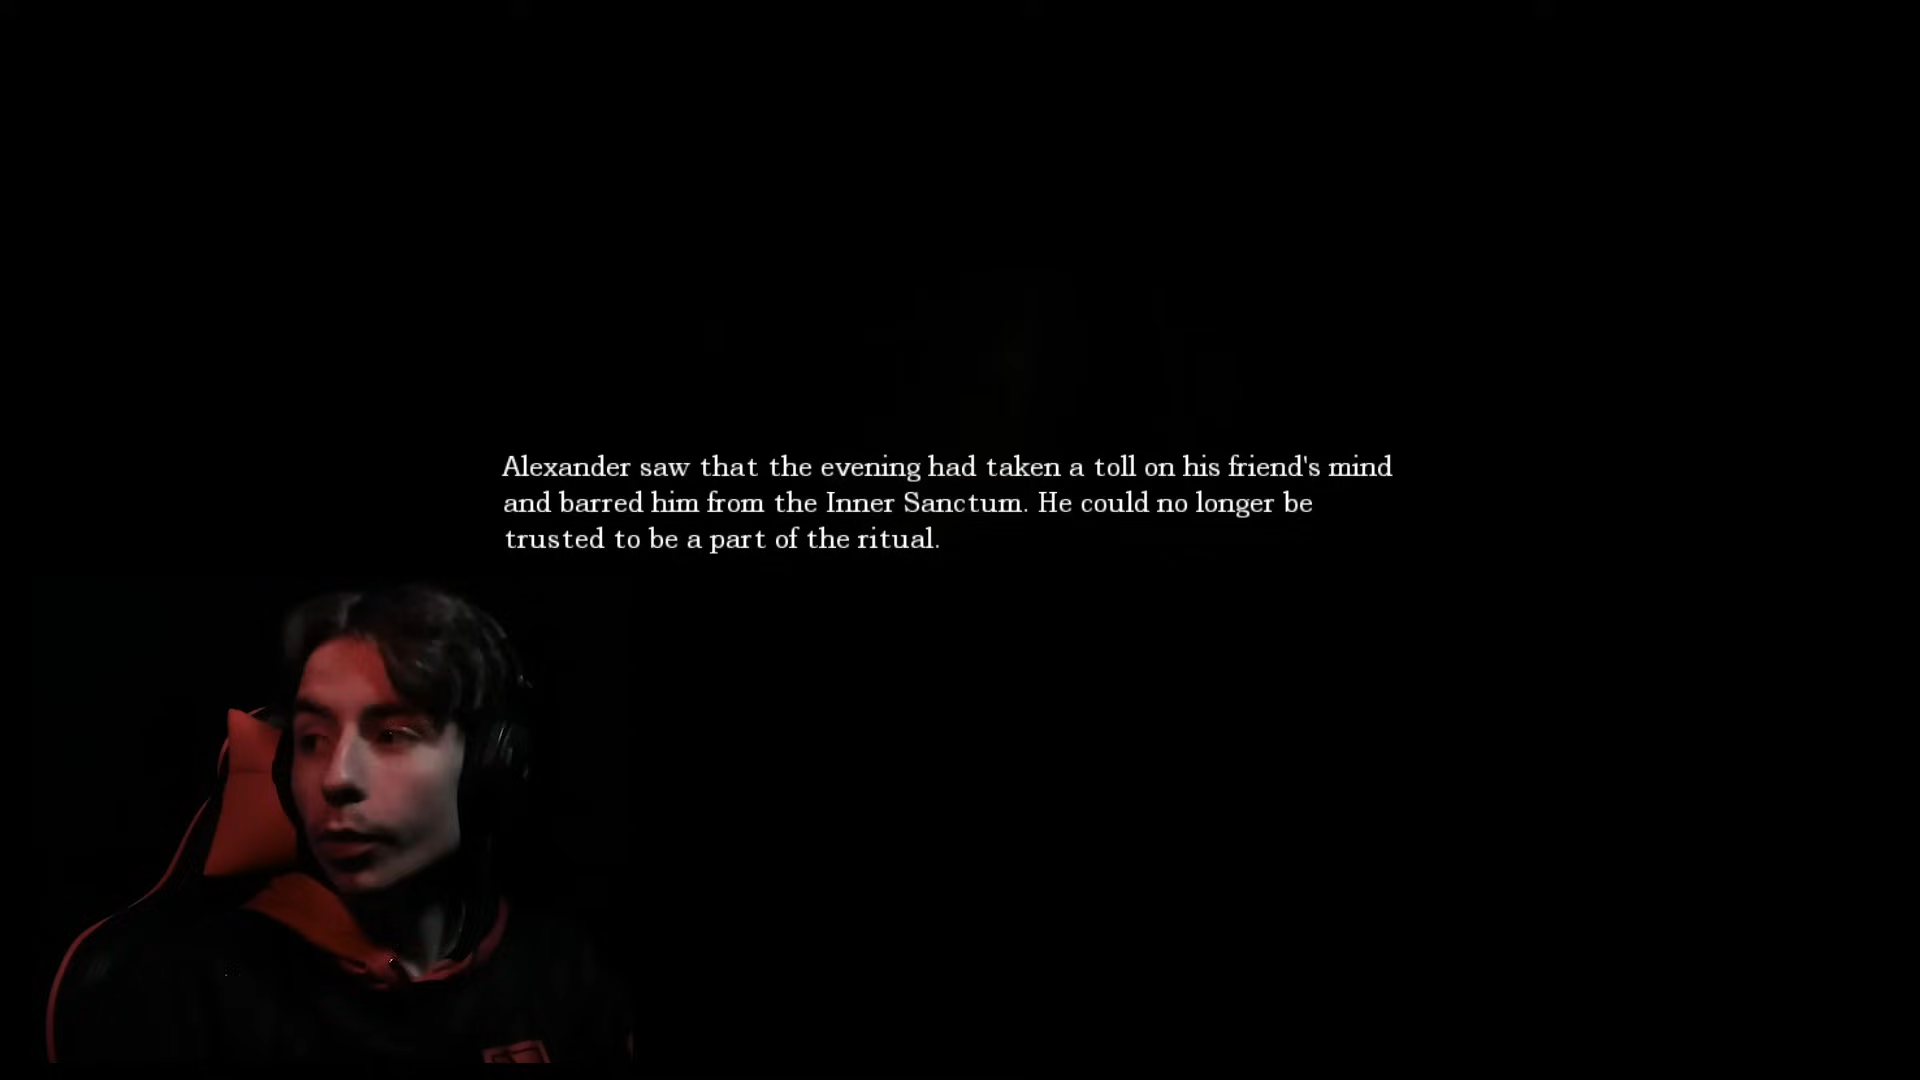 Alexander saw that the evening had taken a toll on his friend's mind
and barred him from the Inner Sanctum. He could no longer be
trusted to be a part of the ritual.